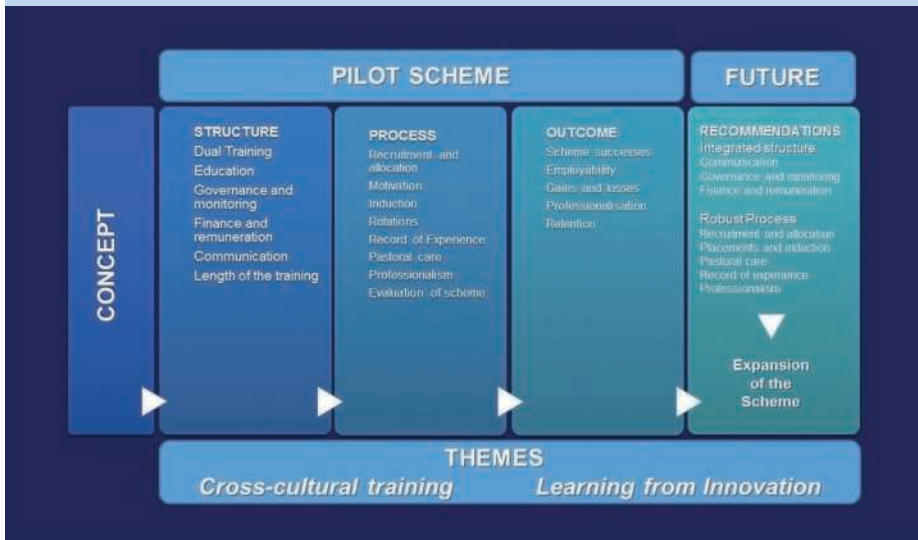 PILOT SCHEME
FUTURE
CONCEPT
STRUCTURE
Dual Training
Education
Governance and
monitoring
Finance and
remuneration
Communication
Length of the training
PROCESS
Recruitment and
allocation
Motivation
Induction
Rotations
Record of Experience
Pastoral care
Professionalism
Evaluation of scheme
OUTCOME
Scheme successes
Employability
Gains and losses
Professionalisation
Retention
RECOMMENDATIONS
Integrated structure
Communication
Governance and monitoring
Finance and remuneration
Robust Process
Recruitment and allocation
Placements and induction
Pastoral care
Record of experience
Professionalism
Expansion
of the
Scheme
THEMES
Cross-cultural training
Learning from Innovation